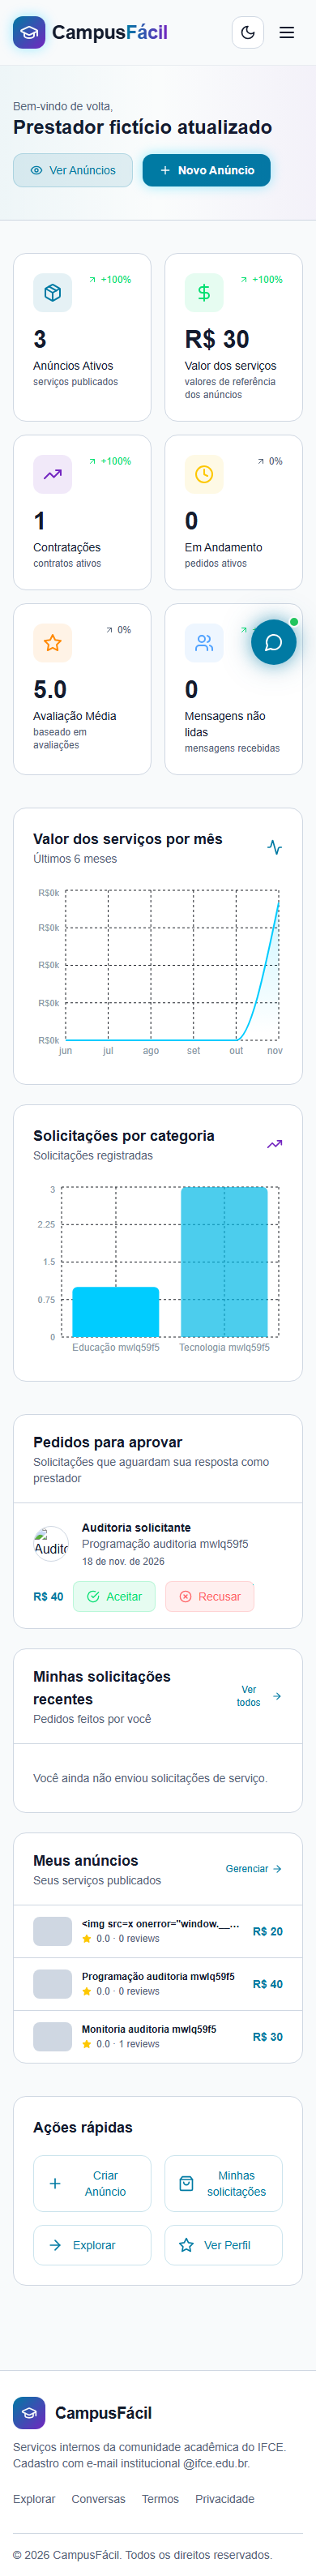 CampusFácil
Bem-vindo de volta,
Prestador fictício atualizado
Ver Anúncios
Novo Anúncio
+100%
3
Anúncios Ativos
serviços publicados
+100%
R$ 30
Valor dos serviços
valores de referência
dos anúncios
+100%
1
Contratações
contratos ativos
0%
0
Em Andamento
pedidos ativos
0%
5.0
Avaliação Média
baseado em
avaliações
0
Mensagens não
lidas
mensagens recebidas
Valor dos serviços por mês
Últimos 6 meses
R$0k
R$0k
R$0k
R$0k
R$0k
jun jul ago set out nov
Solicitações por categoria
Solicitações registradas
3
2.25
1.5
0.75
0
Educação mwlq59f5 Tecnologia mwlq59f5
Pedidos para aprovar
Solicitações que aguardam sua resposta como
prestador
Auditoria solicitante
Programação auditoria mwlq59f5
18 de nov. de 2026
R$ 40 Aceitar Recusar
Minhas solicitações
recentes
Pedidos feitos por você
Ver
todos
Você ainda não enviou solicitações de serviço.
Meus anúncios
Seus serviços publicados
Gerenciar
<img src=x onerror="window.__...
0.0 · 0 reviews
R$ 20
Programação auditoria mwlq59f5
0.0 · 0 reviews
R$ 40
Monitoria auditoria mwlq59f5
0.0 · 1 reviews
R$ 30
Ações rápidas
Criar
Anúncio
Minhas
solicitações
Explorar
Ver Perfil
CampusFácil
Serviços internos da comunidade acadêmica do IFCE.
Cadastro com e-mail institucional @ifce.edu.br.
Explorar Conversas Termos Privacidade
© 2026 CampusFácil. Todos os direitos reservados.